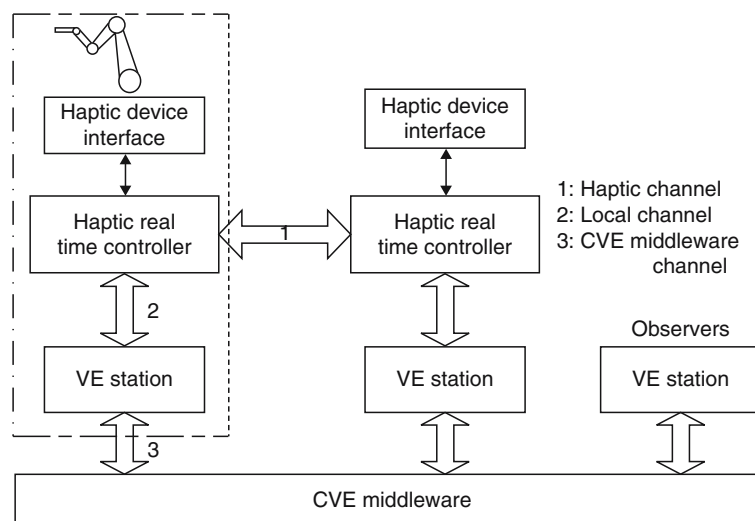 Haptic device
interface
Haptic device
interface
Haptic real
time controller
1
Haptic real
time controller
1: Haptic channel
2: Local channel
3: CVE middleware
channel
2
Observers
VE station
VE station
VE station
3
CVE middleware